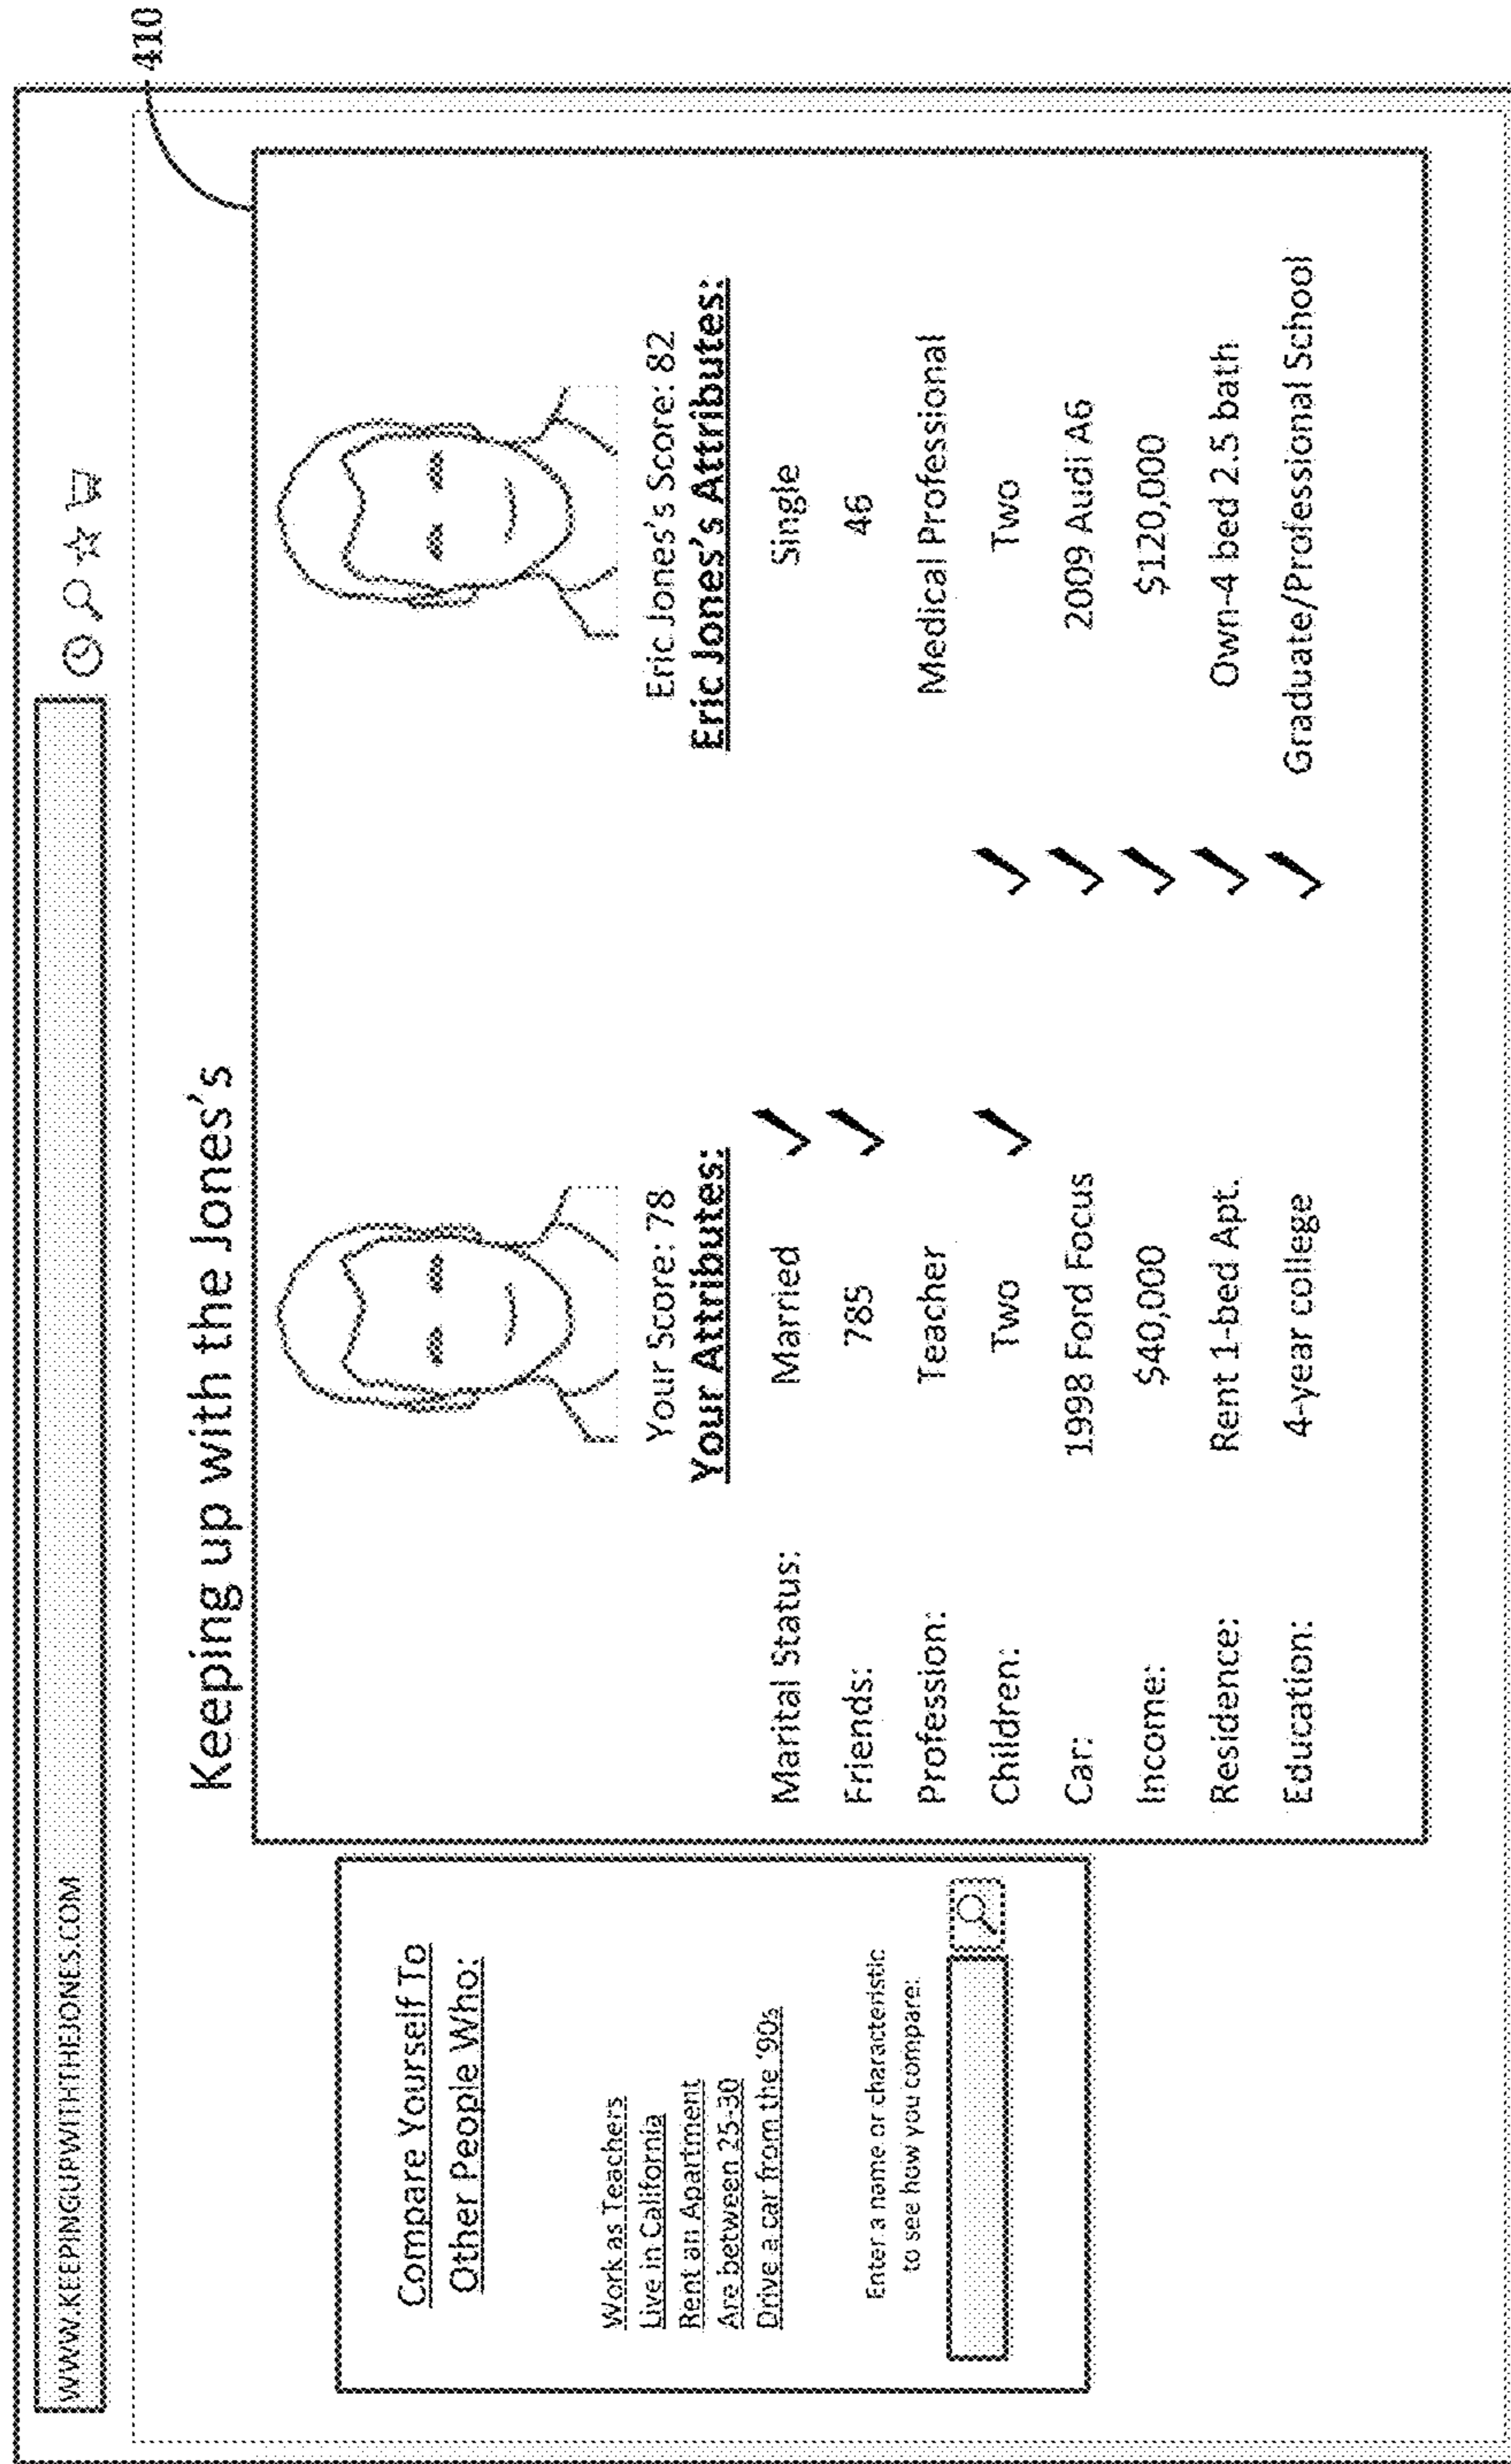 WWW.KEEPINGUPWITHTHEJONES.COM
410
Keeping up with the Jones's
Compare Yourself To
Other People Who:
Work as Teachers
Live in California
Rent an Apartment
Are between 25-30
Drive a car from the '90s
Enter a name or characteristic
to see how you compare:
Your Score: 78 Eric Jones's Score: 82
Your Attributes: Eric Jones's Attributes:
Marital Status: Married ✓ Single
Friends: 785 ✓ 46
Profession: Teacher Medical Professional
Children: Two ✓ ✓ Two
Car: 1998 Ford Focus ✓ 2009 Audi A6
Income: $40,000 ✓ $120,000
Residence: Rent 1-bed Apt. ✓ Own-4 bed 2.5 bath
Education: 4-year college ✓ Graduate/Professional School